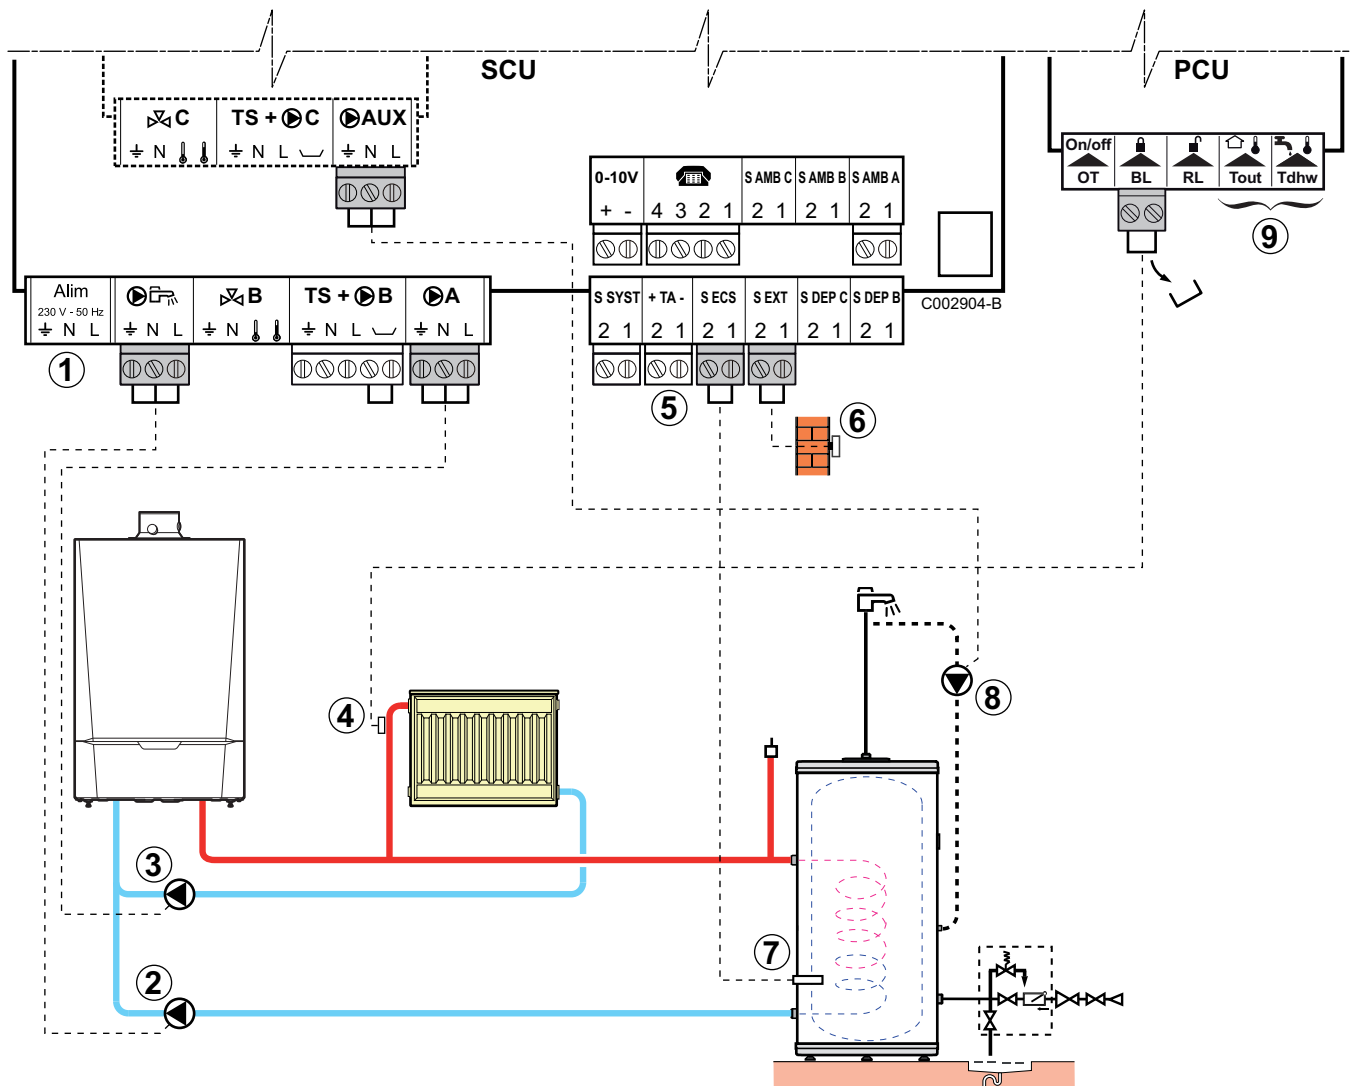 SCU
PCU
C
TS + C
AUX
N
N L
N L
0-10V
S AMB C
S AMB B
S AMB A
+ -
4 3 2 1
2 1
2 1
2 1
On/off
OT
BL
RL
Tout
Tdhw
9
Alim
230 V - 50 Hz
N L
N L
B
N
TS + B
N L
A
N L
S SYST
+ TA -
S ECS
S EXT
S DEP C
S DEP B
2 1
2 1
2 1
2 1
2 1
2 1
C002904-B
1
5
6
4
8
3
7
2